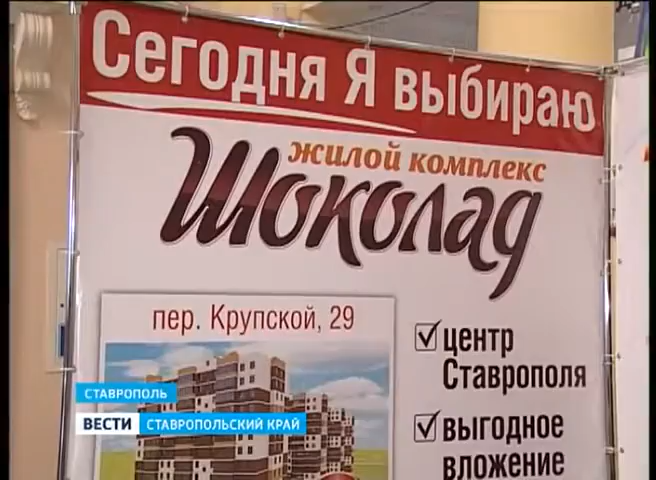 Сегодня Я выбираю
жилой комплекс
Шоколад
пер. Крупской, 29
центр
Ставрополя
выгодное
вложение
СТАВРОПОЛЬ
ВЕСТИ СТАВРОПОЛЬСКИЙ КРАЙ